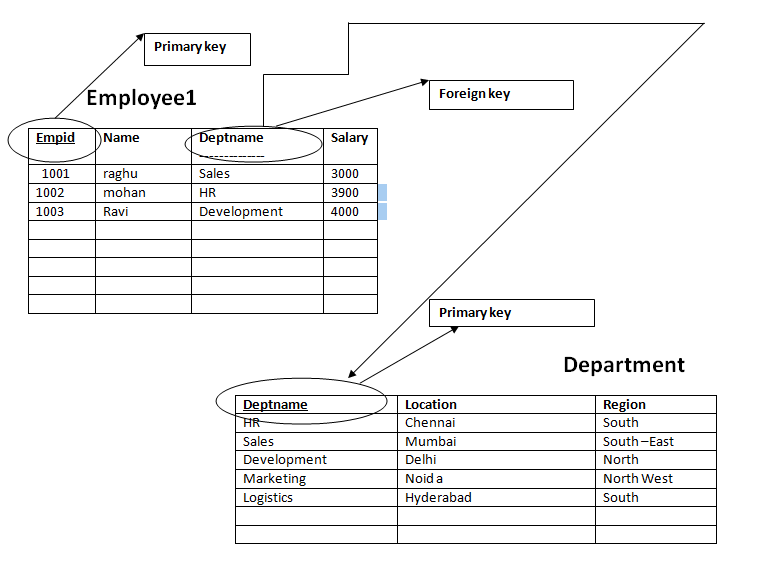 Primary key
Employee1
Foreign key
Empid Name Deptname Salary
--------------
1001 raghu Sales 3000
1002 mohan HR 3900
1003 Ravi Development 4000
Primary key
Department
Deptname Location Region
HR Chennai South
Sales Mumbai South–East
Development Delhi North
Marketing Noida North West
Logistics Hyderabad South